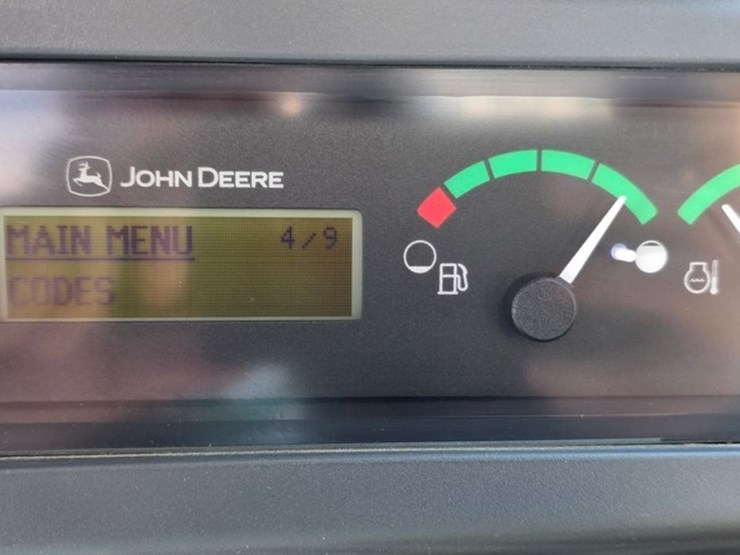 JOHN DEERE
MAIN MENU 4/9
CODES